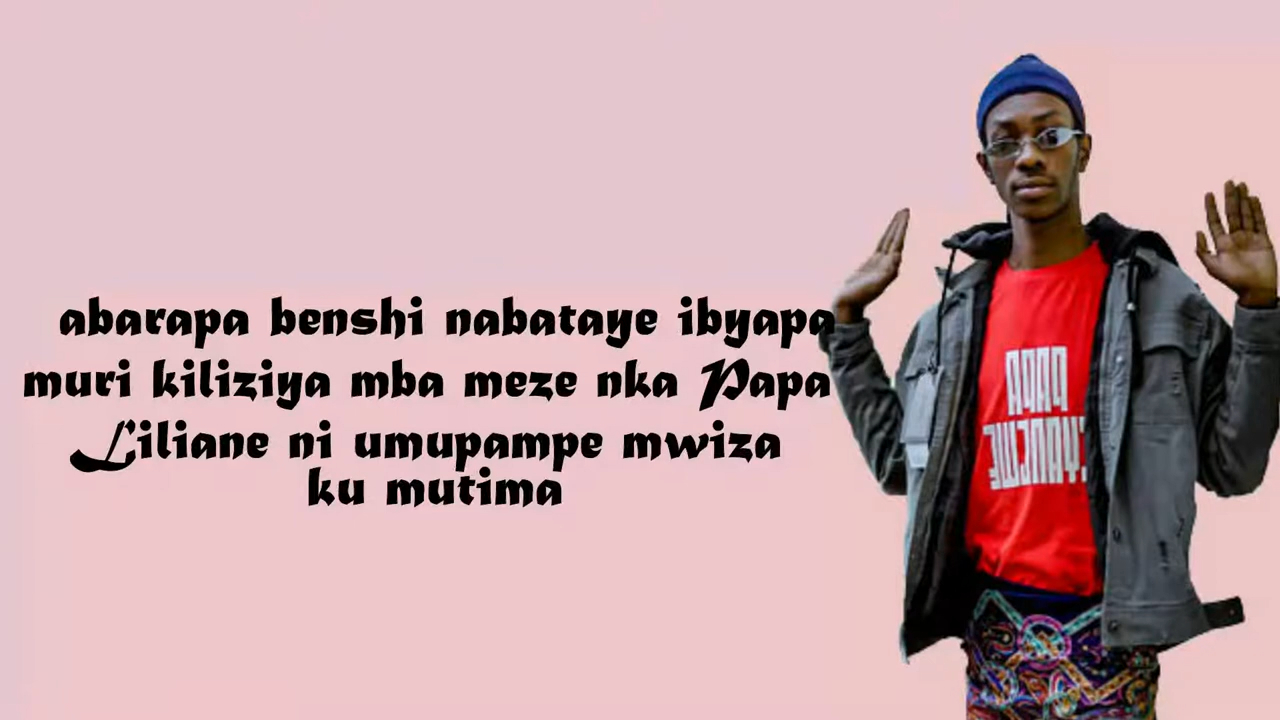 abarapa benshi nabataye ibyapa
muri kiliziya mba meze nka Papa
Liliane ni umupampe mwiza
ku mutima